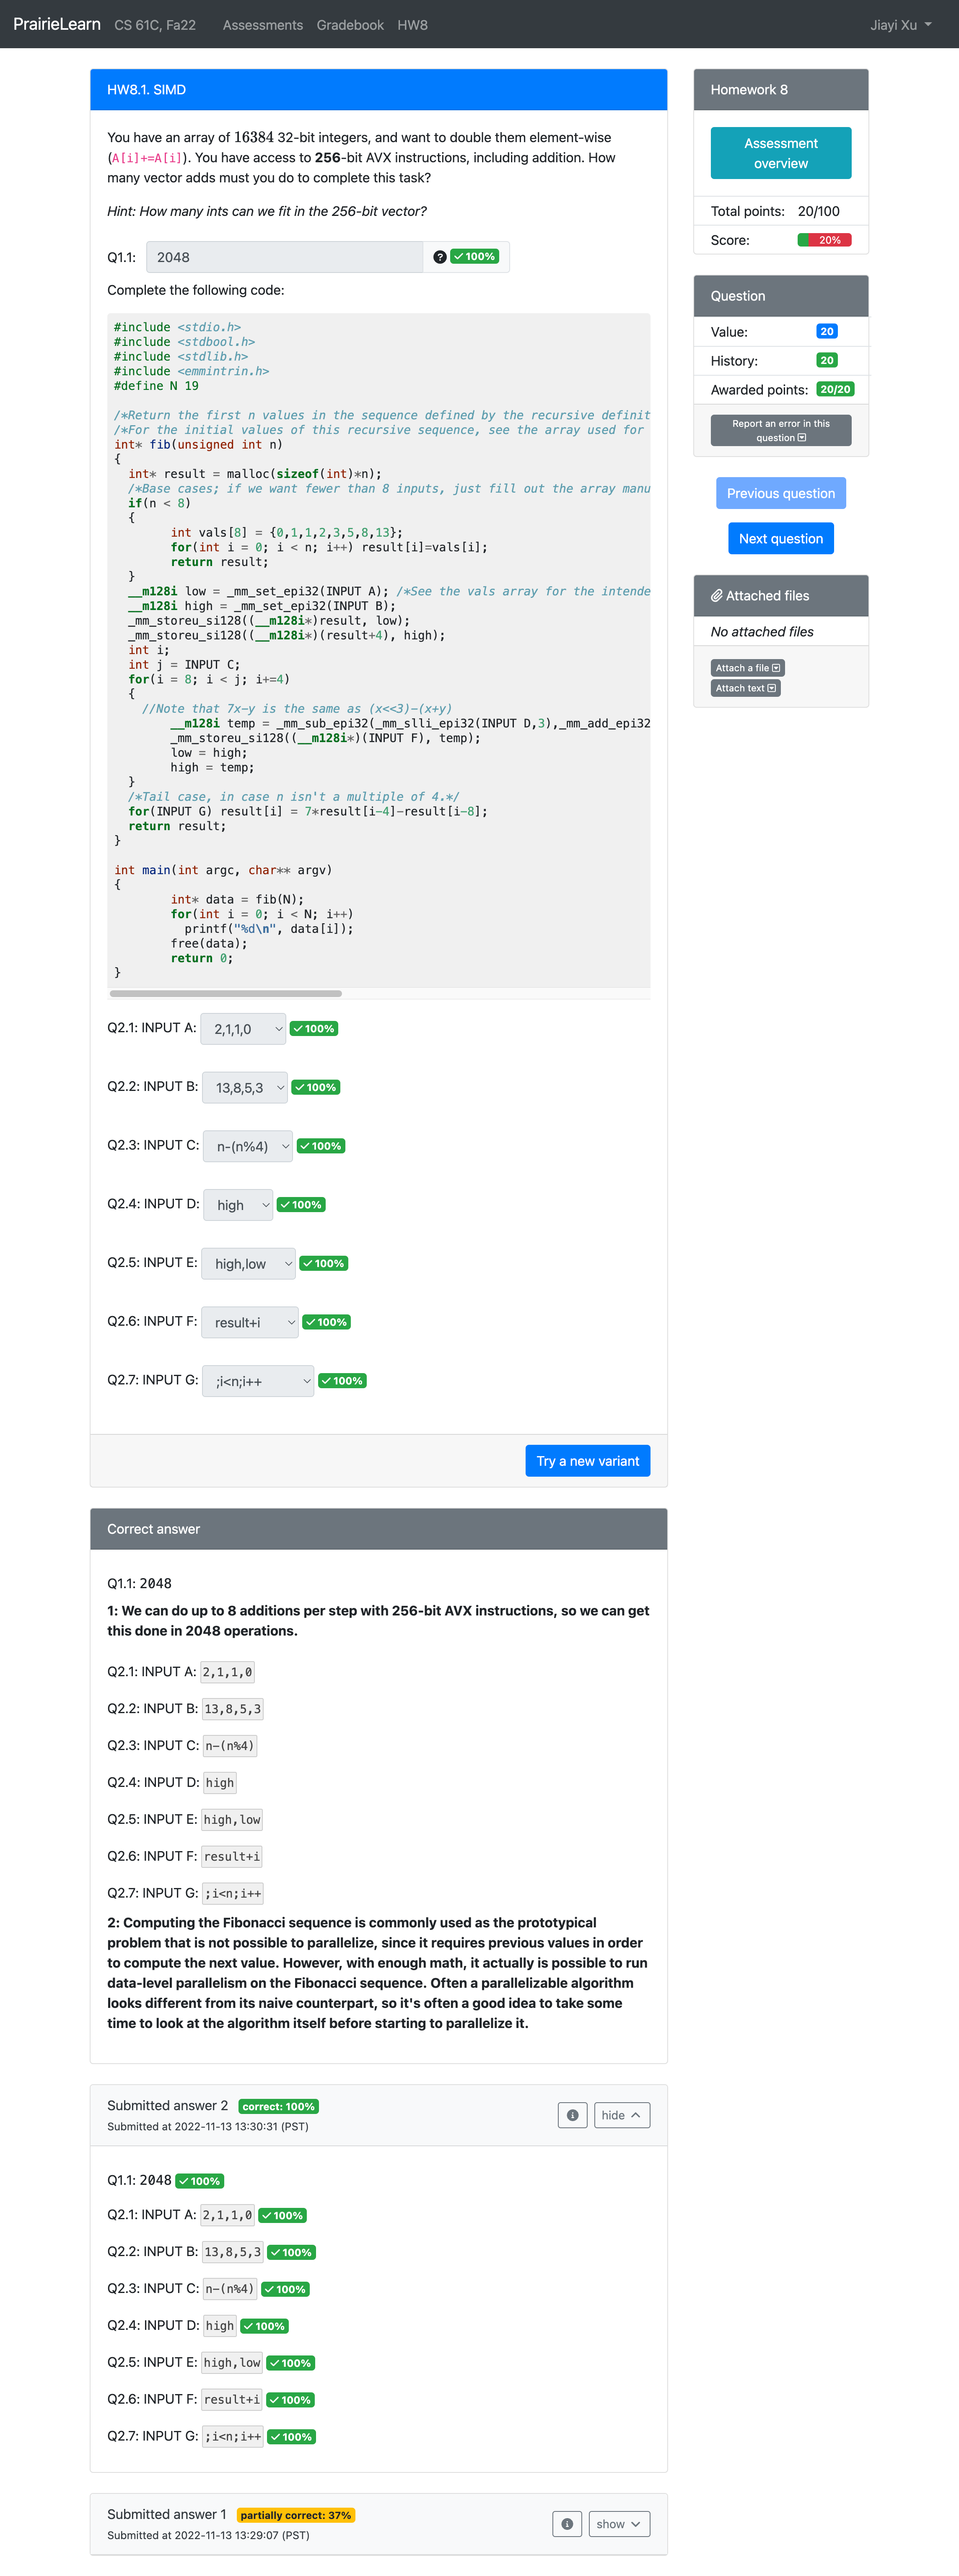 PrairieLearn CS 61C, Fa22 Assessments Gradebook HW8 Jiayi Xu
HW8.1. SIMD
You have an array of 16384 32-bit integers, and want to double them element-wise
(A[i]+=A[i]). You have access to 256-bit AVX instructions, including addition. How
many vector adds must you do to complete this task?
Hint: How many ints can we fit in the 256-bit vector?
Q1.1: 2048 ? 100%
Complete the following code:
#include <stdio.h>
#include <stdbool.h>
#include <stdlib.h>
#include <emmintrin.h>
#define N 19
/*Return the first n values in the sequence defined by the recursive definit
/*For the initial values of this recursive sequence, see the array used for
int* fib(unsigned int n)
{
int* result = malloc(sizeof(int)*n);
/*Base cases; if we want fewer than 8 inputs, just fill out the array manu
if(n < 8)
{
int vals[8] = {0,1,1,2,3,5,8,13};
for(int i = 0; i < n; i++) result[i]=vals[i];
return result;
}
__m128i low = _mm_set_epi32(INPUT A); /*See the vals array for the intende
__m128i high = _mm_set_epi32(INPUT B);
_mm_storeu_si128((__m128i*)result, low);
_mm_storeu_si128((__m128i*)(result+4), high);
int i;
int j = INPUT C;
for(i = 8; i < j; i+=4)
{
//Note that 7x-y is the same as (x<<3)-(x+y)
__m128i temp = _mm_sub_epi32(_mm_slli_epi32(INPUT D,3),_mm_add_epi32
_mm_storeu_si128((__m128i*)(INPUT F), temp);
low = high;
high = temp;
}
/*Tail case, in case n isn't a multiple of 4.*/
for(INPUT G) result[i] = 7*result[i-4]-result[i-8];
return result;
}
int main(int argc, char** argv)
{
int* data = fib(N);
for(int i = 0; i < N; i++)
printf("%d\n", data[i]);
free(data);
return 0;
}
Q2.1: INPUT A: 2,1,1,0 100%
Q2.2: INPUT B: 13,8,5,3 100%
Q2.3: INPUT C: n-(n%4) 100%
Q2.4: INPUT D: high 100%
Q2.5: INPUT E: high,low 100%
Q2.6: INPUT F: result+i 100%
Q2.7: INPUT G: ;i<n;i++ 100%
Try a new variant
Correct answer
Q1.1: 2048
1: We can do up to 8 additions per step with 256-bit AVX instructions, so we can get
this done in 2048 operations.
Q2.1: INPUT A: 2,1,1,0
Q2.2: INPUT B: 13,8,5,3
Q2.3: INPUT C: n-(n%4)
Q2.4: INPUT D: high
Q2.5: INPUT E: high,low
Q2.6: INPUT F: result+i
Q2.7: INPUT G: ;i<n;i++
2: Computing the Fibonacci sequence is commonly used as the prototypical
problem that is not possible to parallelize, since it requires previous values in order
to compute the next value. However, with enough math, it actually is possible to run
data-level parallelism on the Fibonacci sequence. Often a parallelizable algorithm
looks different from its naive counterpart, so it's often a good idea to take some
time to look at the algorithm itself before starting to parallelize it.
Submitted answer 2 correct: 100%
Submitted at 2022-11-13 13:30:31 (PST)
hide
Q1.1: 2048 100%
Q2.1: INPUT A: 2,1,1,0 100%
Q2.2: INPUT B: 13,8,5,3 100%
Q2.3: INPUT C: n-(n%4) 100%
Q2.4: INPUT D: high 100%
Q2.5: INPUT E: high,low 100%
Q2.6: INPUT F: result+i 100%
Q2.7: INPUT G: ;i<n;i++ 100%
Submitted answer 1 partially correct: 37%
Submitted at 2022-11-13 13:29:07 (PST)
show
Homework 8
Assessment
overview
Total points: 20/100
Score: 20%
Question
Value: 20
History: 20
Awarded points: 20/20
Report an error in this
question
Previous question
Next question
Attached files
No attached files
Attach a file
Attach text